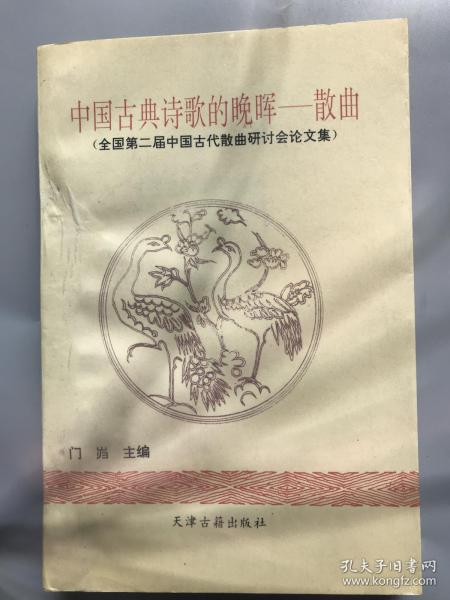 中国古典诗歌的晚晖—散曲
(全国第二届中国古代散曲研讨会论文集)
门岿 主编
天津古籍出版社
孔夫子旧书网
www.kongfz.com